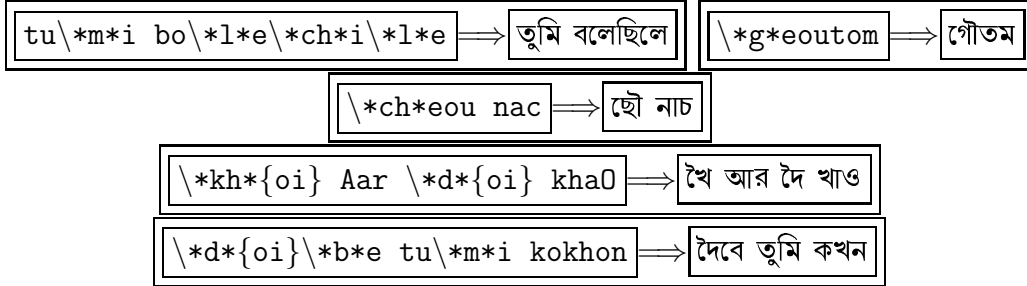 tu\*m*i bo\*l*e\*ch*i\*l*e ⟹ তুমি বলেছিলে \*g*eoutom ⟹ গৌতম
\*ch*eou nac ⟹ ছৌ নাচ
\*kh*{oi} Aar \*d*{oi} khaO ⟹ খৈ আর দৈ খাও
\*d*{oi}\*b*e tu\*m*i kokhon ⟹ দৈবে তুমি কখন